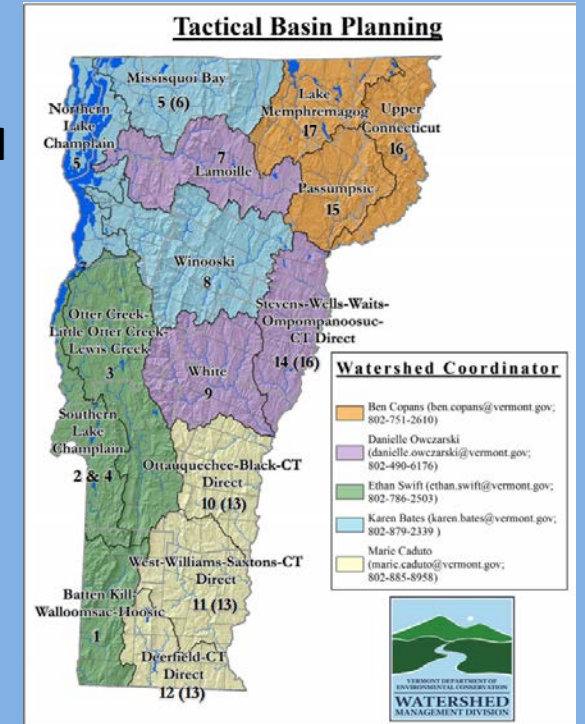 Tactical Basin Planning
Missisquoi Bay
5 (6)
Northern
Lake
Champlain
5
Lake
Memphremagog
17
Upper
Connecticut
16
7
Lamoille
Passumpsic
15
Winooski
8
Otter Creek-
Little Otter Creek-
Lewis Creek
3
Stevens-Wells-Waits-
Ompompanoosuc-
CT Direct
14 (16)
White
9
Southern
Lake
Champlain
2 & 4
Ottauquechee-Black-CT
Direct
10 (13)
West-Williams-Saxtons-CT
Direct
11 (13)
Batten Kill-
Walloomsac-Hoosic
1
Deerfield-CT
Direct
12 (13)
Watershed Coordinator
Ben Copans (ben.copans@vermont.gov;
802-751-2610)
Danielle Owczarski
(danielle.owczarski@vermont.gov;
802-490-6176)
Ethan Swift (ethan.swift@vermont.gov;
802-786-2503)
Karen Bates (karen.bates@vermont.gov;
802-879-2339 )
Marie Caduto
(marie.caduto@vermont.gov;
802-885-8958)
VERMONT DEPARTMENT OF
ENVIRONMENTAL CONSERVATION
WATERSHED
MANAGEMENT DIVISION